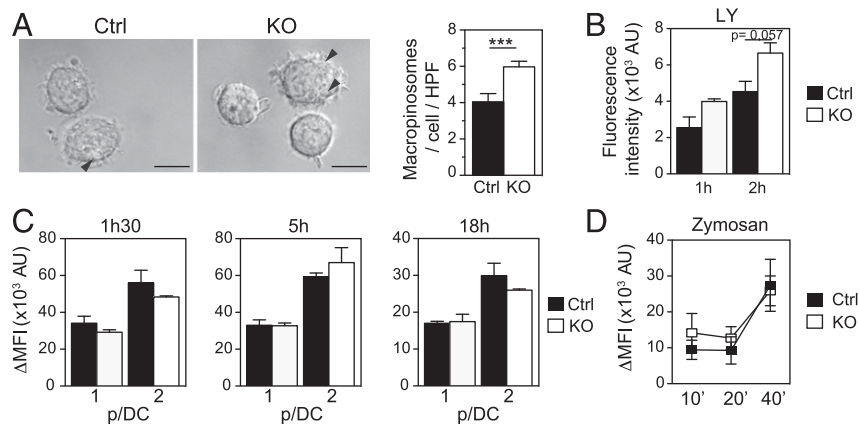 A
Ctrl
KO
Macropinosomes
/ cell / HPF
8
6
4
2
0
***
Ctrl KO
B
LY
p= 0,057
Fluorescence
intensity (x10³ AU)
8
6
4
2
0
1h
2h
Ctrl
KO
C
1h30
ΔMFI (x10³ AU)
80
60
40
20
0
1
2
p/DC
5h
80
60
40
20
0
1
2
p/DC
18h
40
30
20
10
0
1
2
p/DC
Ctrl
KO
D
Zymosan
ΔMFI (x10³ AU)
40
30
20
10
0
10'
20'
40'
Ctrl
KO